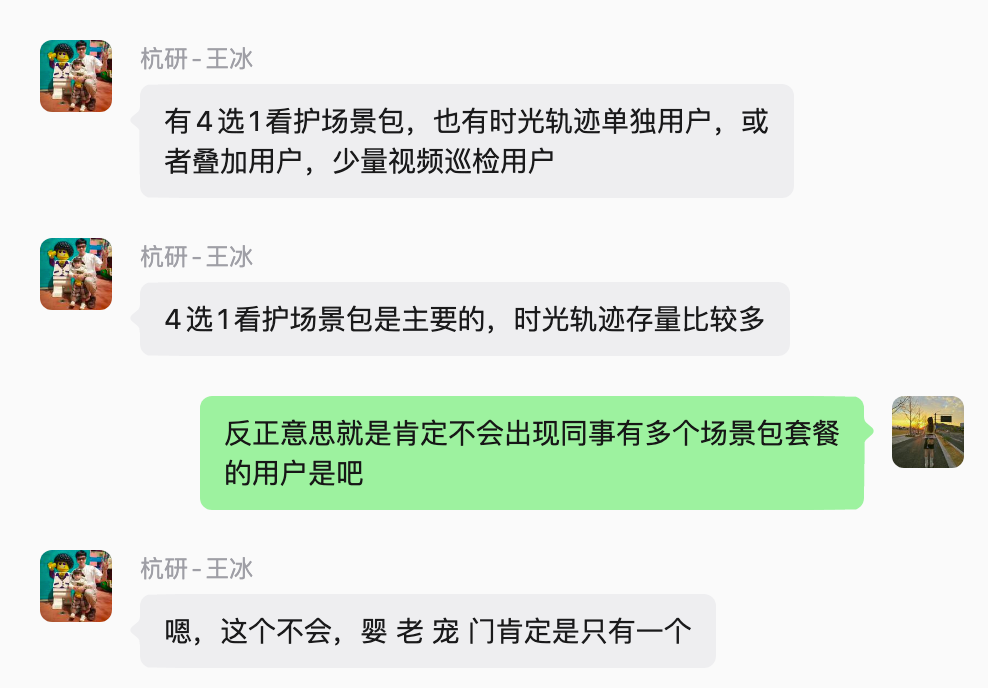 杭研-王冰
有4选1看护场景包，也有时光轨迹单独用户，或
者叠加用户，少量视频巡检用户
杭研-王冰
4选1看护场景包是主要的，时光轨迹存量比较多
反正意思就是肯定不会出现同事有多个场景包套餐
的用户是吧
杭研-王冰
嗯，这个不会，婴 老 宠 门肯定是只有一个